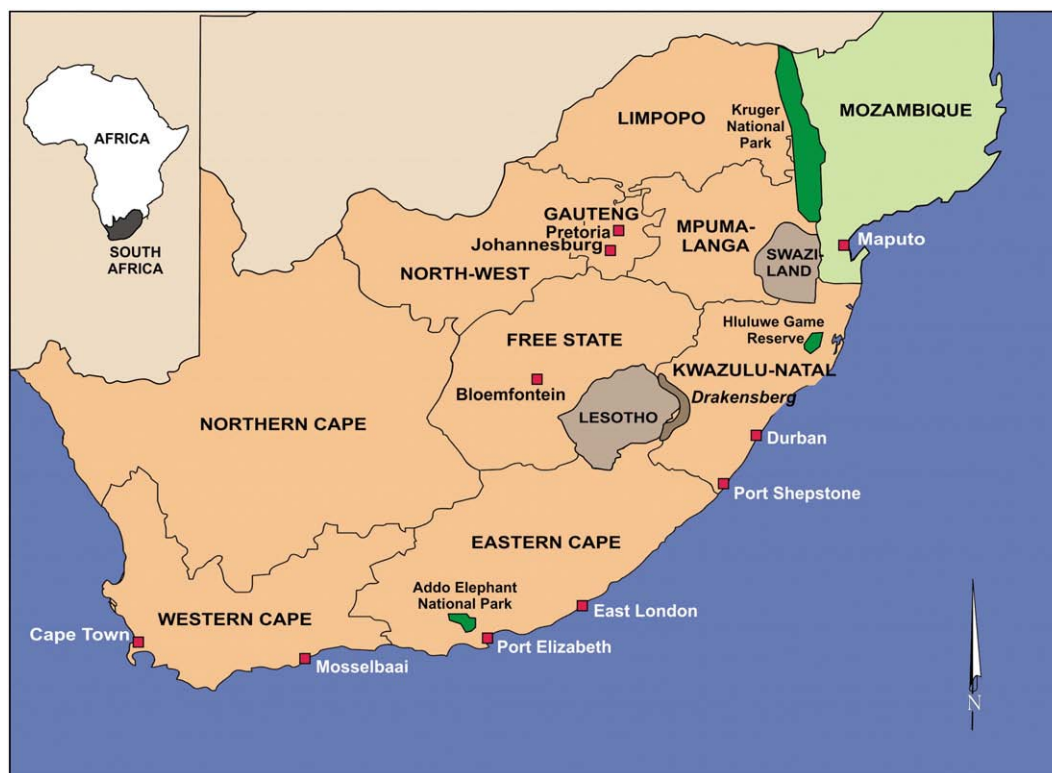 AFRICA
SOUTH
AFRICA
LIMPOPO
Kruger
National
Park
MOZAMBIQUE
GAUTENG
Pretoria
Johannesburg
MPUMA-
LANGA
SWAZI-
LAND
Maputo
NORTH-WEST
Hluluwe Game
Reserve
FREE STATE
KWAZULU-NATAL
Bloemfontein
Drakensberg
LESOTHO
NORTHERN CAPE
Durban
Port Shepstone
EASTERN CAPE
Addo Elephant
National Park
WESTERN CAPE
East London
Cape Town
Port Elizabeth
Mosselbaai
N